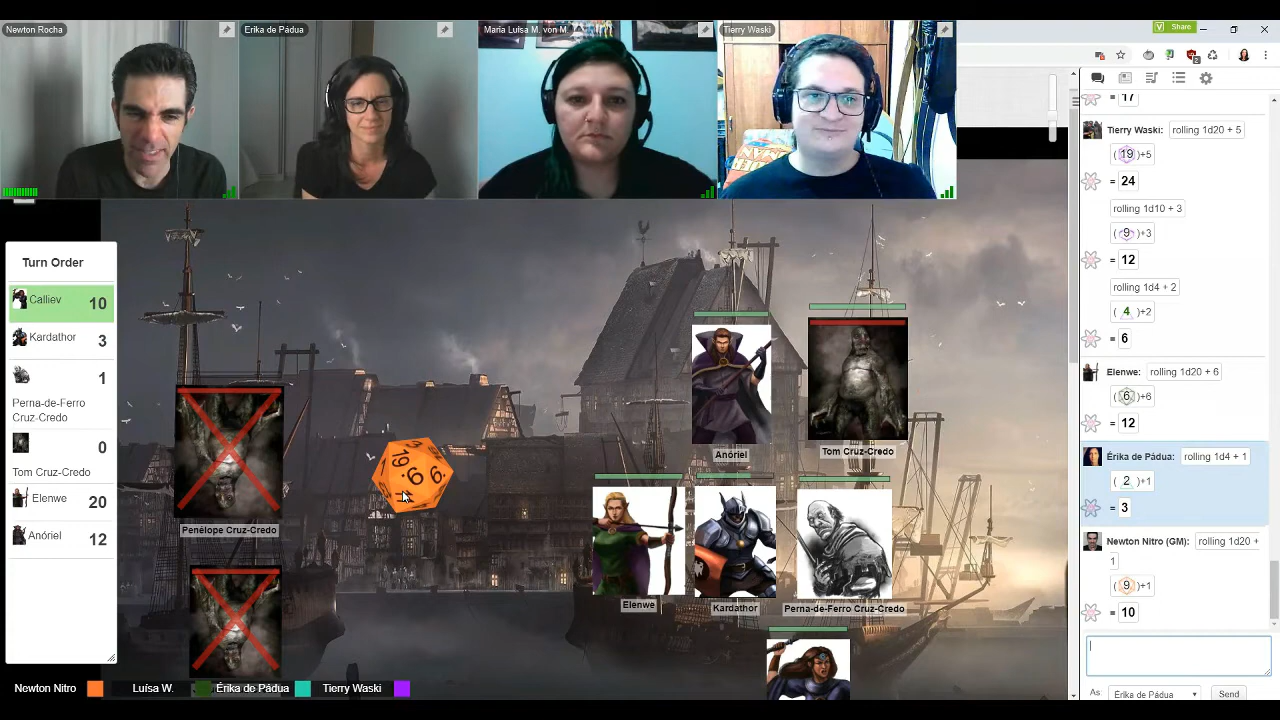 Newton Rocha
Erika de Pádua
Maria Luísa M. von M.
Tierry Waski
Share
Turn Order
Calliev 10
Kardathor 3
1
Perna-de-Ferro
Cruz-Credo
0
Tom Cruz-Credo
Elenwe 20
Anóriel 12
Penélope Cruz-Credo
19
9
6
Anóriel
Tom Cruz-Credo
Elenwe
Kardathor
Perna-de-Ferro Cruz-Credo
Newton Nitro
Luísa W.
Érika de Pádua
Tierry Waski
= 17
Tierry Waski: rolling 1d20 + 5
(19)+5
= 24
rolling 1d10 + 3
(9)+3
= 12
rolling 1d4 + 2
(4)+2
= 6
Elenwe: rolling 1d20 + 6
(6)+6
= 12
Érika de Pádua: rolling 1d4 + 1
(2)+1
= 3
Newton Nitro (GM): rolling 1d20 +
1
(9)+1
= 10
As: Érika de Pádua
Send